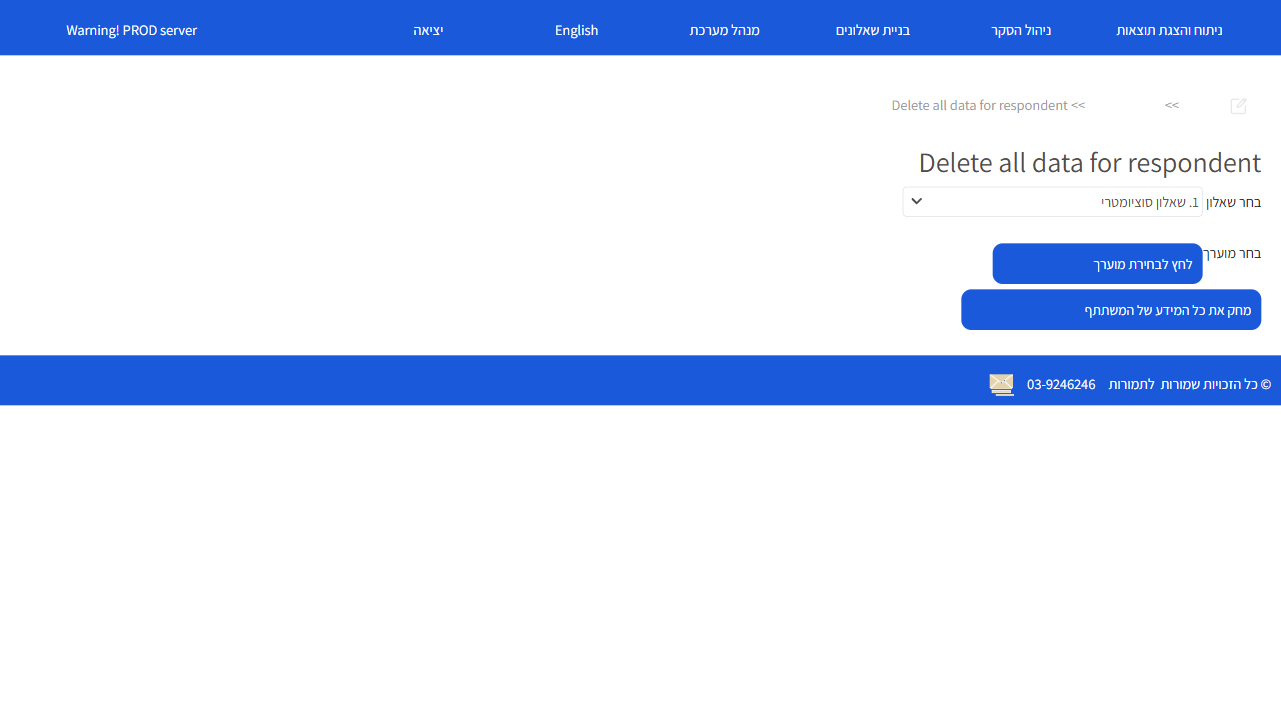 ניתוח והצגת תוצאות ניהול הסקר בניית שאלונים מנהל מערכת English יציאה Warning! PROD server
>> Delete all data for respondent >>
Delete all data for respondent
בחר שאלון 1. שאלון סוציומטרי
בחר מוערך לחץ לבחירת מוערך
מחק את כל המידע של המשתתף
© כל הזכויות שמורות לתמורות 03-9246246